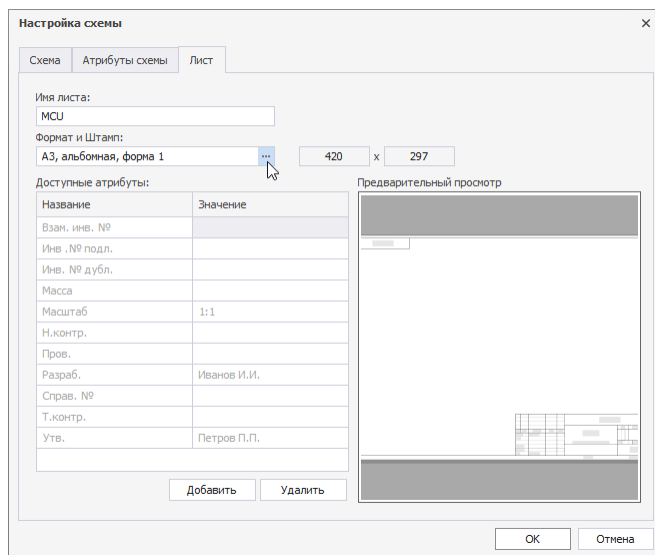 Настройка схемы
Схема Атрибуты схемы Лист
Имя листа:
MCU
Формат и Штамп:
А3, альбомная, форма 1 ... 420 x 297
Доступные атрибуты: Предварительный просмотр
Название Значение
Взам. инв. №
Инв .№ подл.
Инв. № дубл.
Масса
Масштаб 1:1
Н.контр.
Пров.
Разраб. Иванов И.И.
Справ. №
Т.контр.
Утв. Петров П.П.
Добавить Удалить
ОК Отмена